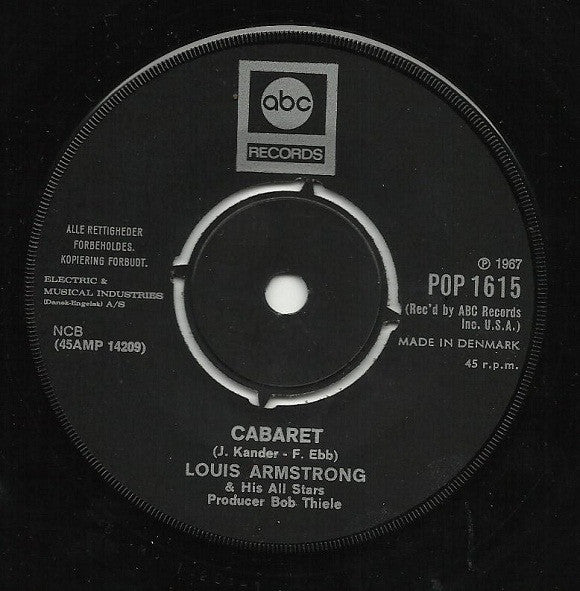 abc
RECORDS
ALLE RETTIGHEDER
FORBEHOLDES.
KOPIERING FORBUDT.
ELECTRIC &
MUSICAL INDUSTRIES
(Dansk-Engelsk) A/S
NCB
(45AMP 14209)
℗ 1967
POP 1615
(Rec'd by ABC Records
Inc. U.S.A.)
MADE IN DENMARK
45 r.p.m.
CABARET
(J. Kander - F. Ebb)
LOUIS ARMSTRONG
& His All Stars
Producer Bob Thiele